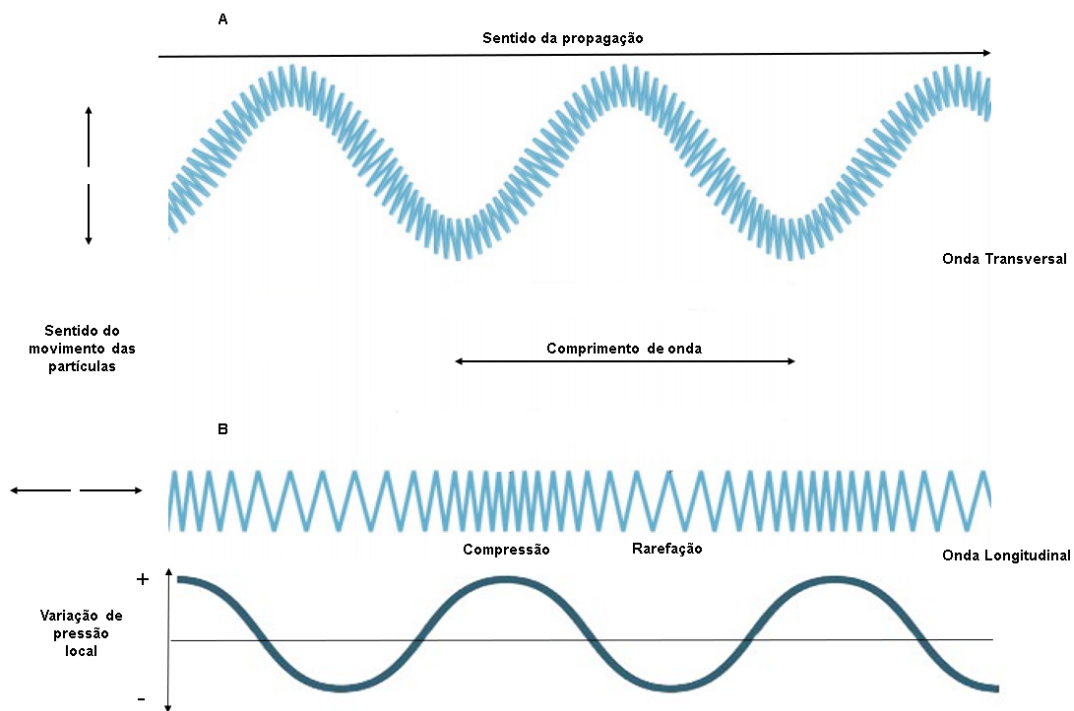 A
Sentido da propagação
Onda Transversal
Sentido do
movimento das
partículas
Comprimento de onda
B
Compressão
Rarefação
Onda Longitudinal
+
Variação de
pressão
local
-